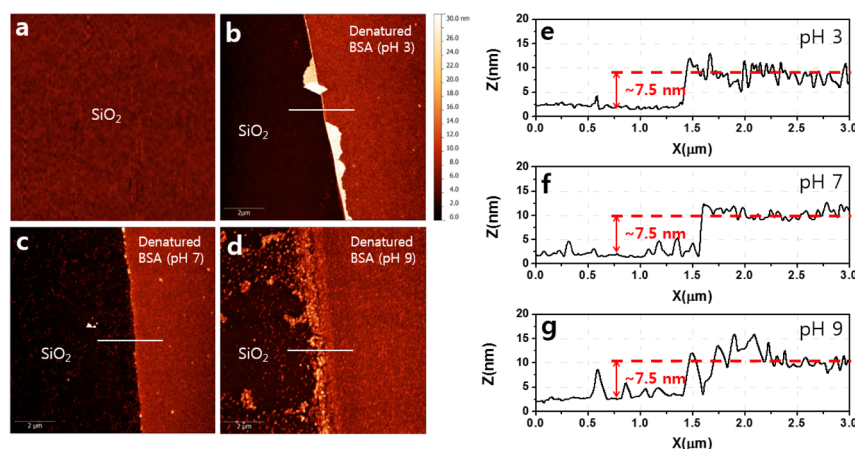 a
SiO2
b
Denatured
BSA (pH 3)
SiO2
2μm
30.0 nm
28.0
26.0
24.0
22.0
20.0
18.0
16.0
14.0
12.0
10.0
8.0
6.0
4.0
2.0
0.0
c
Denatured
BSA (pH 7)
SiO2
2 μm
d
Denatured
BSA (pH 9)
SiO2
2 μm
e
pH 3
Z(nm)
20
15
10
5
0
~7.5 nm
0.0 0.5 1.0 1.5 2.0 2.5 3.0
X(μm)
f
pH 7
Z(nm)
20
15
10
5
0
~7.5 nm
0.0 0.5 1.0 1.5 2.0 2.5 3.0
X(μm)
g
pH 9
Z(nm)
20
15
10
5
0
~7.5 nm
0.0 0.5 1.0 1.5 2.0 2.5 3.0
X(μm)